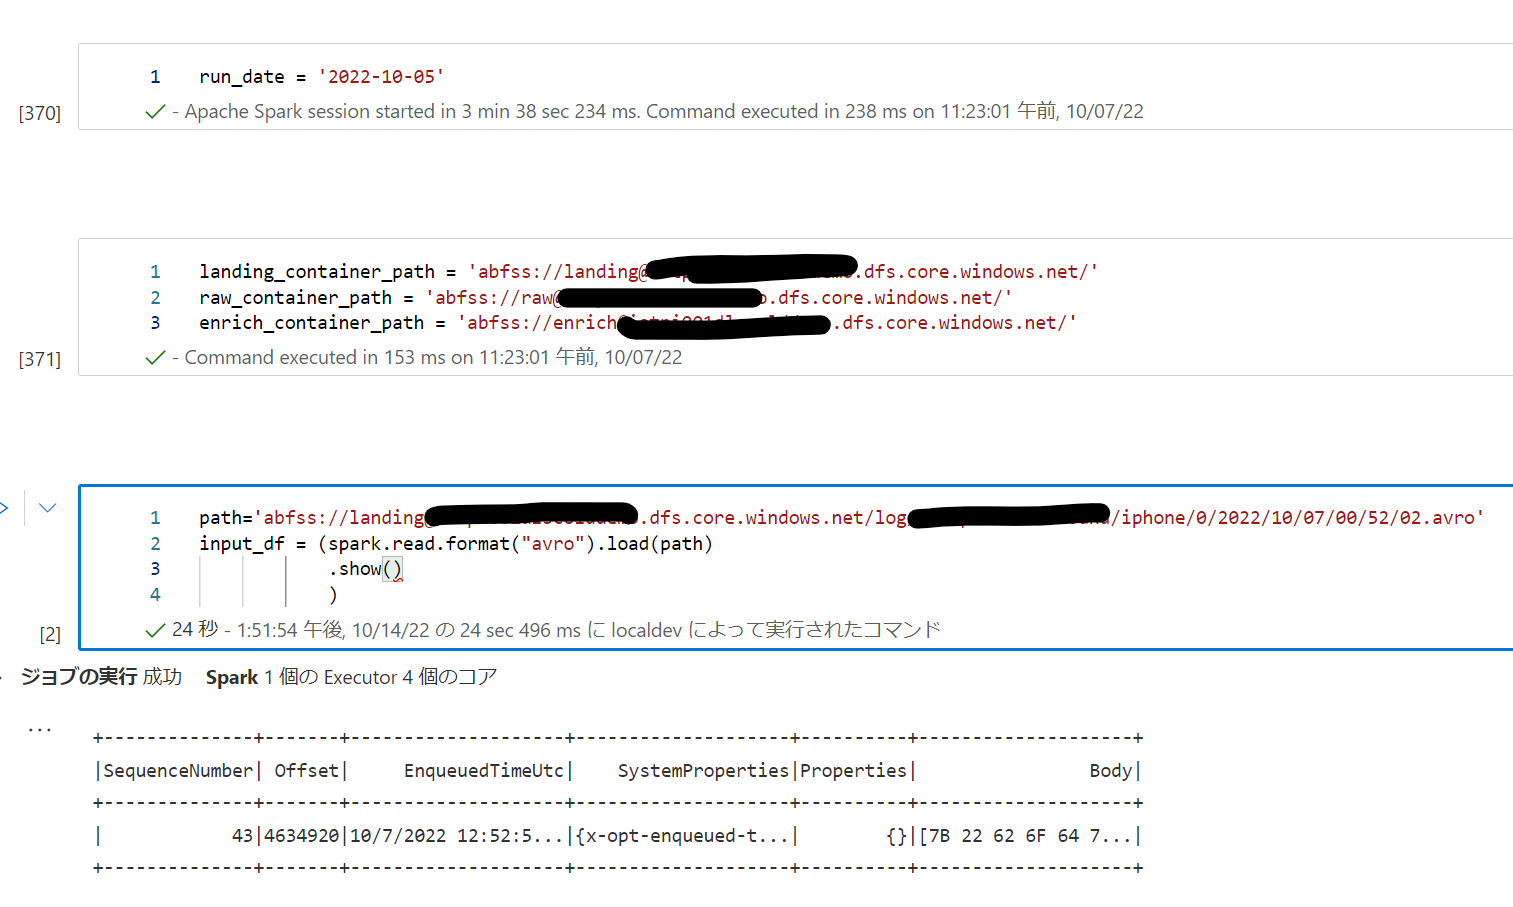 1 run_date = '2022-10-05'
[370] - Apache Spark session started in 3 min 38 sec 234 ms. Command executed in 238 ms on 11:23:01 午前, 10/07/22
1 landing_container_path = 'abfss://landing@ .dfs.core.windows.net/'
2 raw_container_path = 'abfss://raw@ .dfs.core.windows.net/'
3 enrich_container_path = 'abfss://enrich .dfs.core.windows.net/'
[371] - Command executed in 153 ms on 11:23:01 午前, 10/07/22
1 path='abfss://landing .dfs.core.windows.net/log /iphone/0/2022/10/07/00/52/02.avro'
2 input_df = (spark.read.format("avro").load(path)
3 .show()
4 )
[2] 24 秒 - 1:51:54 午後, 10/14/22 の 24 sec 496 ms に localdev によって実行されたコマンド
ジョブの実行 成功 Spark 1 個の Executor 4 個のコア
...
+--------------+-------+--------------------+--------------------+----------+--------------------+
|SequenceNumber| Offset|     EnqueuedTimeUtc|    SystemProperties|Properties|                Body|
+--------------+-------+--------------------+--------------------+----------+--------------------+
|            43|4634920|10/7/2022 12:52:5...|{x-opt-enqueued-t...|        {}|[7B 22 62 6F 64 7...|
+--------------+-------+--------------------+--------------------+----------+--------------------+